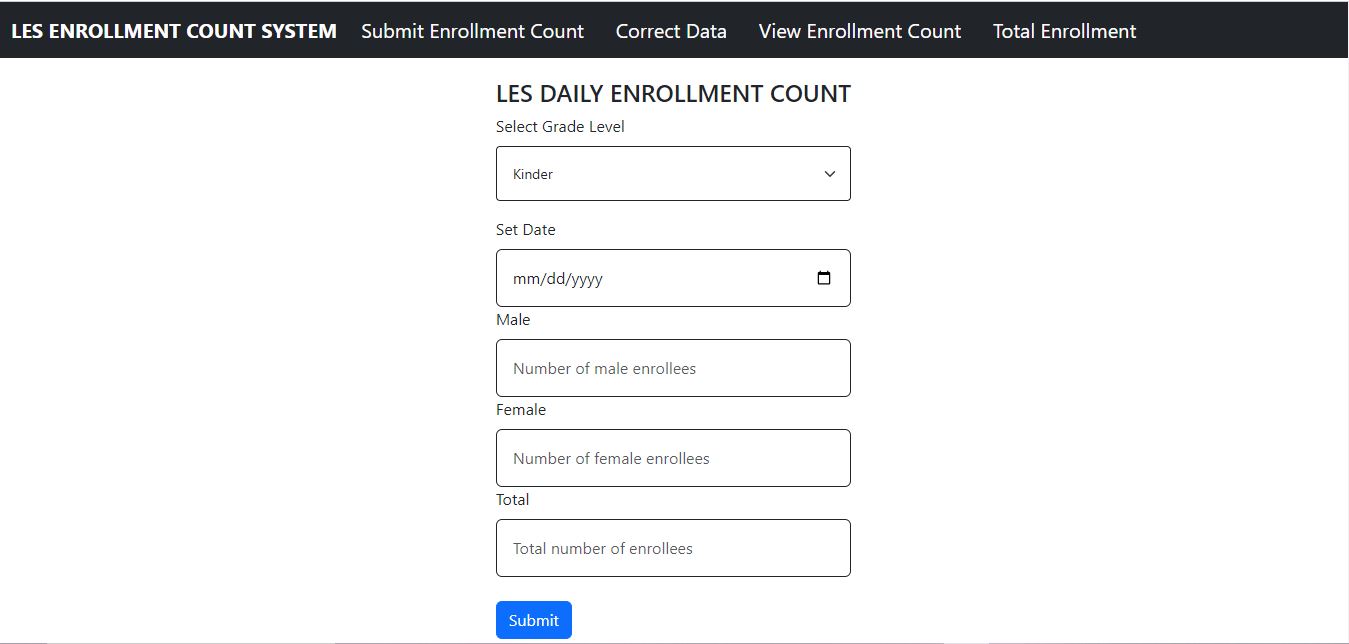 LES ENROLLMENT COUNT SYSTEM Submit Enrollment Count Correct Data View Enrollment Count Total Enrollment
LES DAILY ENROLLMENT COUNT
Select Grade Level
Kinder
Set Date
mm/dd/yyyy
Male
Number of male enrollees
Female
Number of female enrollees
Total
Total number of enrollees
Submit